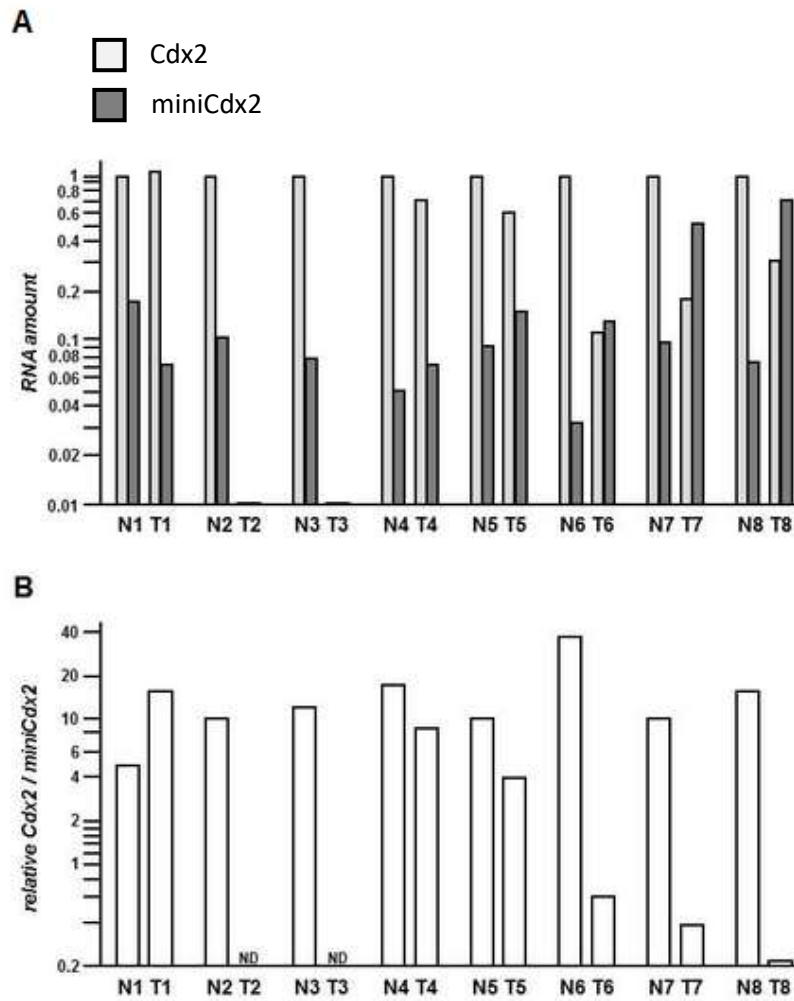 A
Cdx2
miniCdx2
RNA amount
1
0.8
0.6
0.4
0.2
0.1
0.08
0.06
0.04
0.02
0.01
N1 T1 N2 T2 N3 T3 N4 T4 N5 T5 N6 T6 N7 T7 N8 T8
B
relative Cdx2 / miniCdx2
40
20
10
6
4
2
1
0.2
ND ND
N1 T1 N2 T2 N3 T3 N4 T4 N5 T5 N6 T6 N7 T7 N8 T8